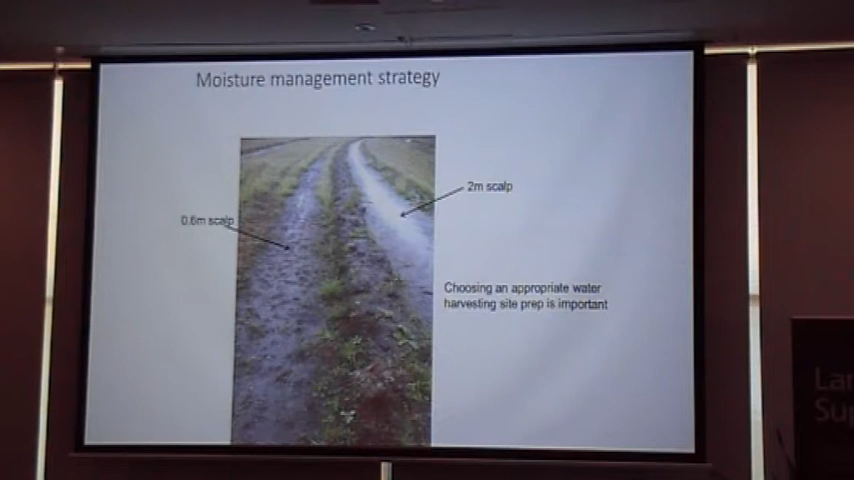 Moisture management strategy
2m scalp
0.6m scalp
Choosing an appropriate water
harvesting site prep is important